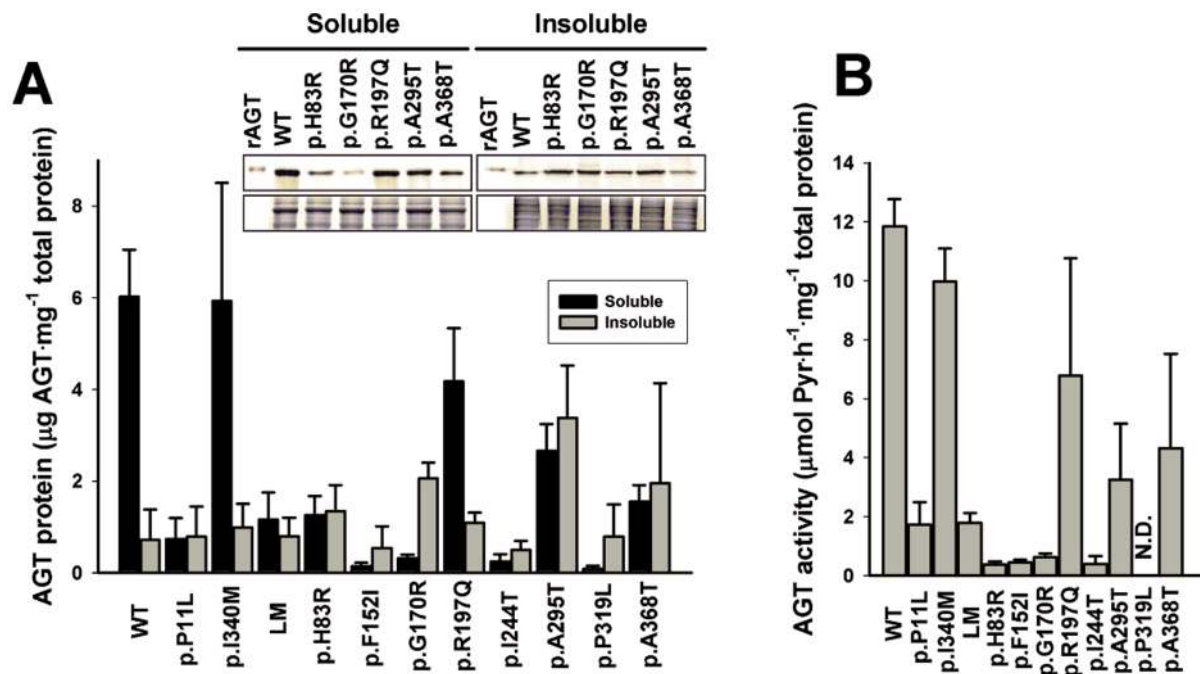 A
Soluble
Insoluble
rAGT
WT
p.H83R
p.G170R
p.R197Q
p.A295T
p.A368T
rAGT
WT
p.H83R
p.G170R
p.R197Q
p.A295T
p.A368T
AGT protein (μg AGT·mg⁻¹ total protein)
8
6
4
2
0
Soluble
Insoluble
WT
p.P11L
p.I340M
LM
p.H83R
p.F152I
p.G170R
p.R197Q
p.I244T
p.A295T
p.P319L
p.A368T
B
AGT activity (μmol Pyr·h⁻¹·mg⁻¹ total protein)
14
12
10
8
6
4
2
0
N.D.
WT
p.P11L
p.I340M
LM
p.H83R
p.F152I
p.G170R
p.R197Q
p.I244T
p.A295T
p.P319L
p.A368T